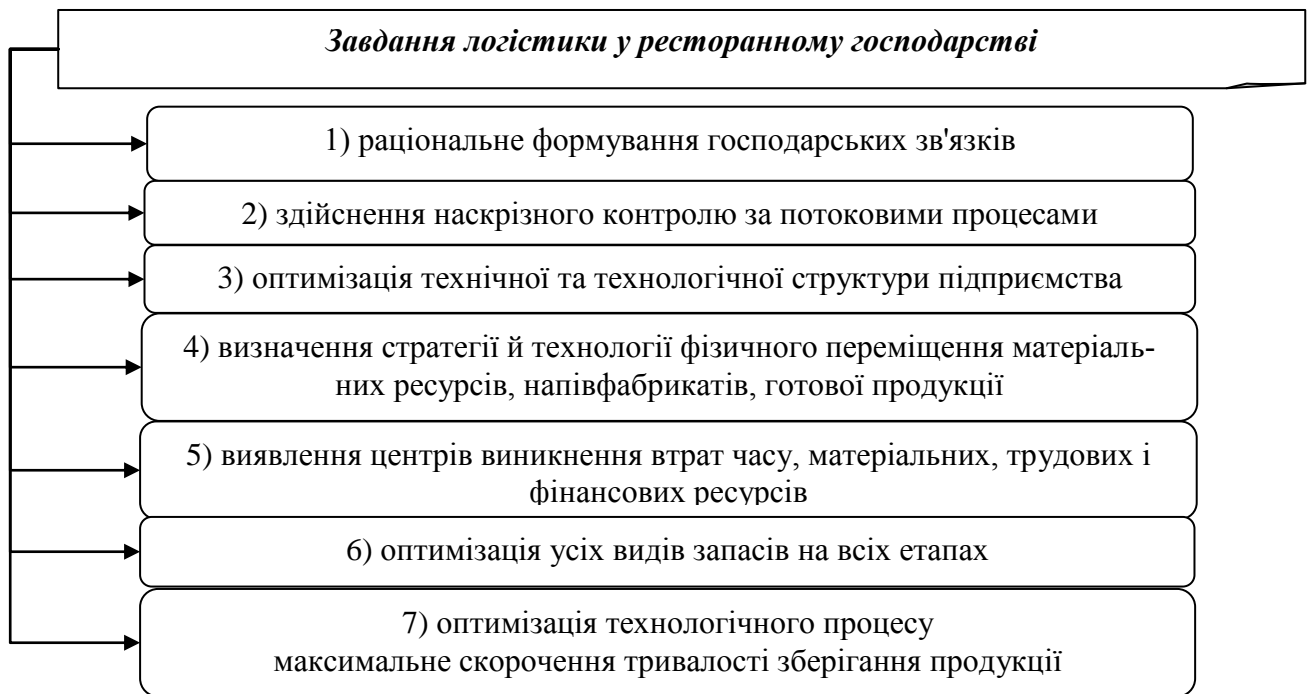 Завдання логістики у ресторанному господарстві
1) раціональне формування господарських зв'язків
2) здійснення наскрізного контролю за потоковими процесами
3) оптимізація технічної та технологічної структури підприємства
4) визначення стратегії й технології фізичного переміщення матеріаль-
них ресурсів, напівфабрикатів, готової продукції
5) виявлення центрів виникнення втрат часу, матеріальних, трудових і
фінансових ресурсів
6) оптимізація усіх видів запасів на всіх етапах
7) оптимізація технологічного процесу
максимальне скорочення тривалості зберігання продукції